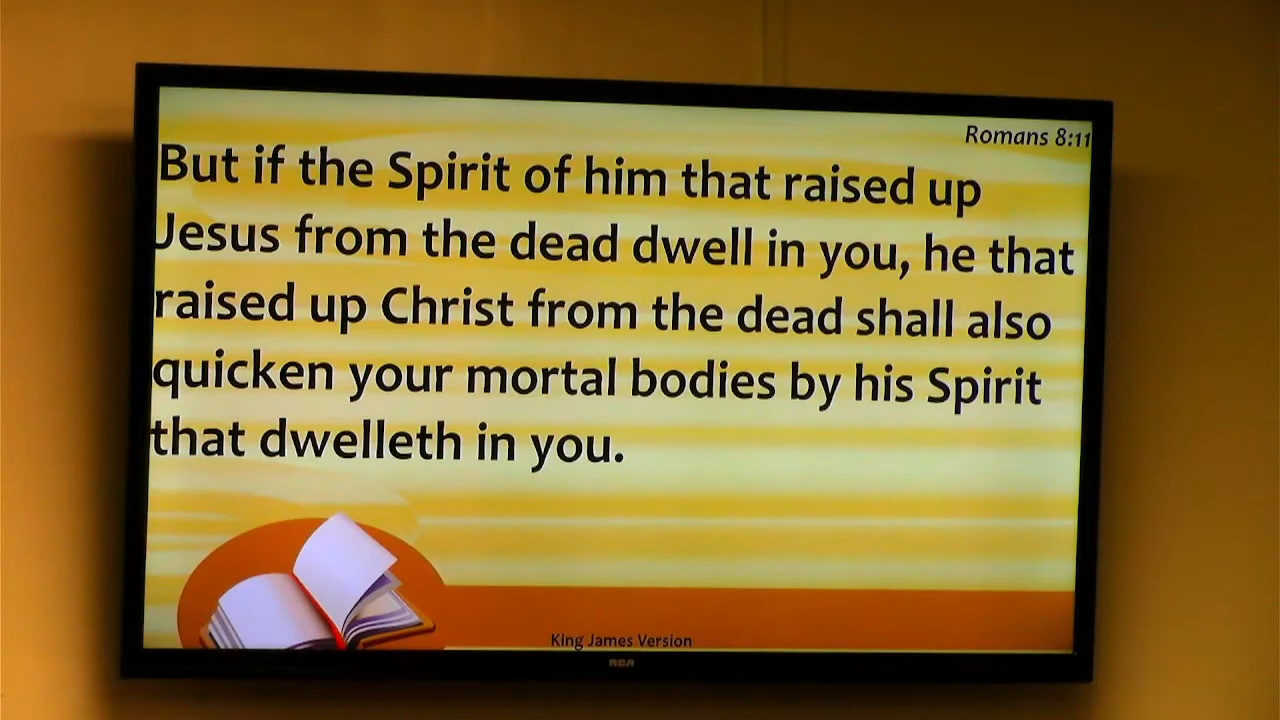 Romans 8:11
But if the Spirit of him that raised up
Jesus from the dead dwell in you, he that
raised up Christ from the dead shall also
quicken your mortal bodies by his Spirit
that dwelleth in you.
King James Version
RCA